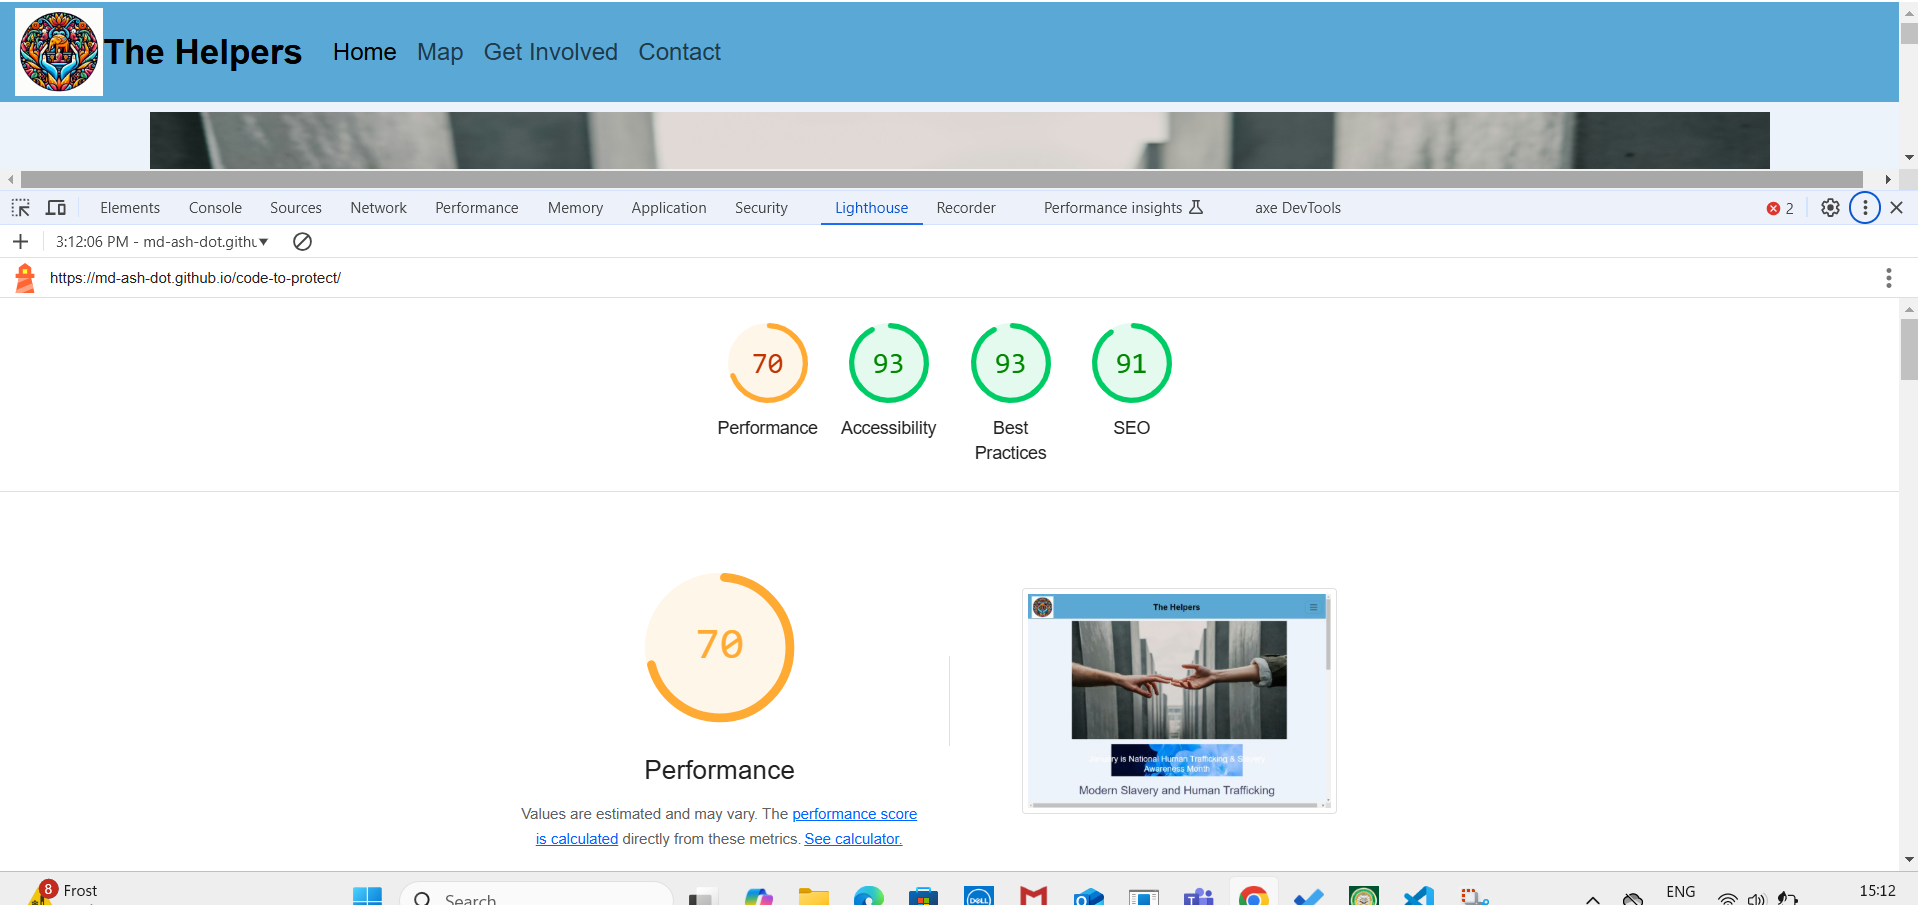 The Helpers Home Map Get Involved Contact
Elements Console Sources Network Performance Memory Application Security Lighthouse Recorder Performance insights axe DevTools 2
3:12:06 PM - md-ash-dot.githu
https://md-ash-dot.github.io/code-to-protect/
70 93 93 91
Performance Accessibility Best Practices SEO
70
Performance
Values are estimated and may vary. The performance score
is calculated directly from these metrics. See calculator.
The Helpers
is National Human Trafficking &
Awareness Month
Modern Slavery and Human Trafficking
8 Frost
Search
DELL
ENG
15:12